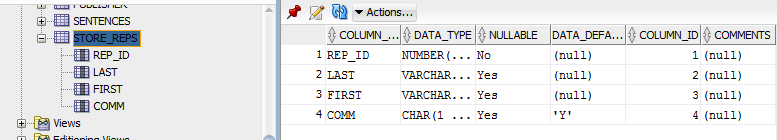 PUBLISHER
SENTENCES
STORE_REPS
REP_ID
LAST
FIRST
COMM
Views
Editioning Views
Actions...
COLUMN_... DATA_TYPE NULLABLE DATA_DEFA... COLUMN_ID COMMENTS
1 REP_ID NUMBER(... No (null) 1 (null)
2 LAST VARCHAR... Yes (null) 2 (null)
3 FIRST VARCHAR... Yes (null) 3 (null)
4 COMM CHAR(1 ... Yes 'Y' 4 (null)